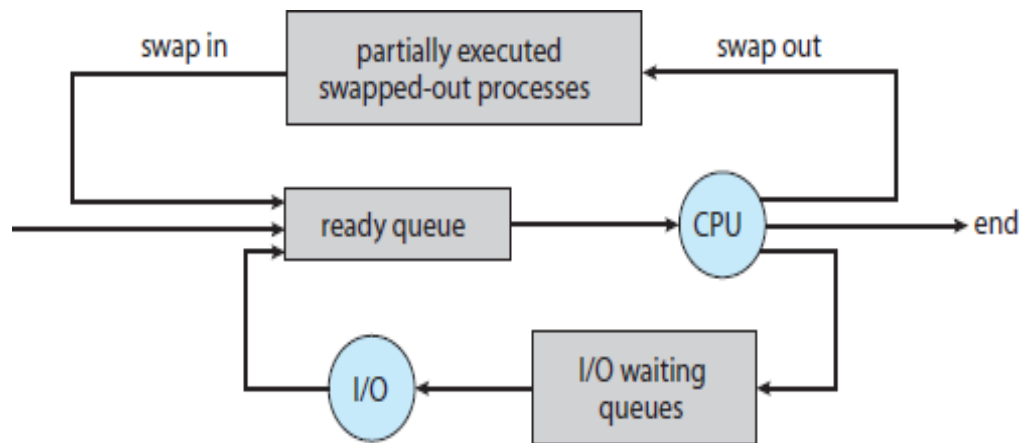 swap in
partially executed
swapped-out processes
swap out
ready queue
CPU
end
I/O
I/O waiting
queues